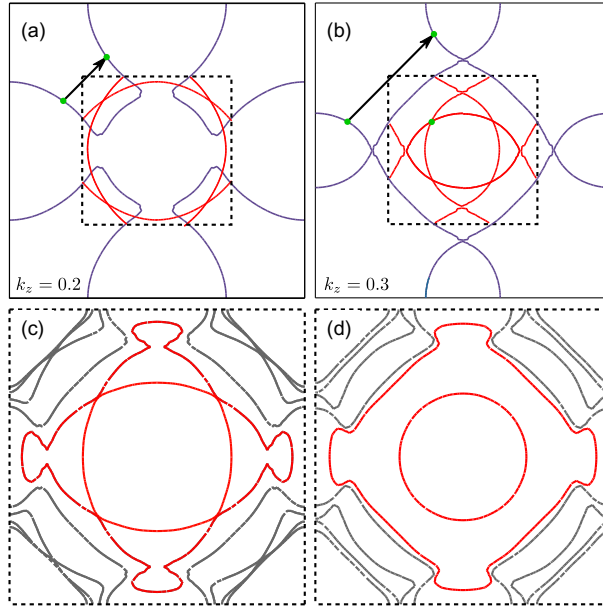 (a)
(b)
k_z = 0.2
k_z = 0.3
(c)
(d)